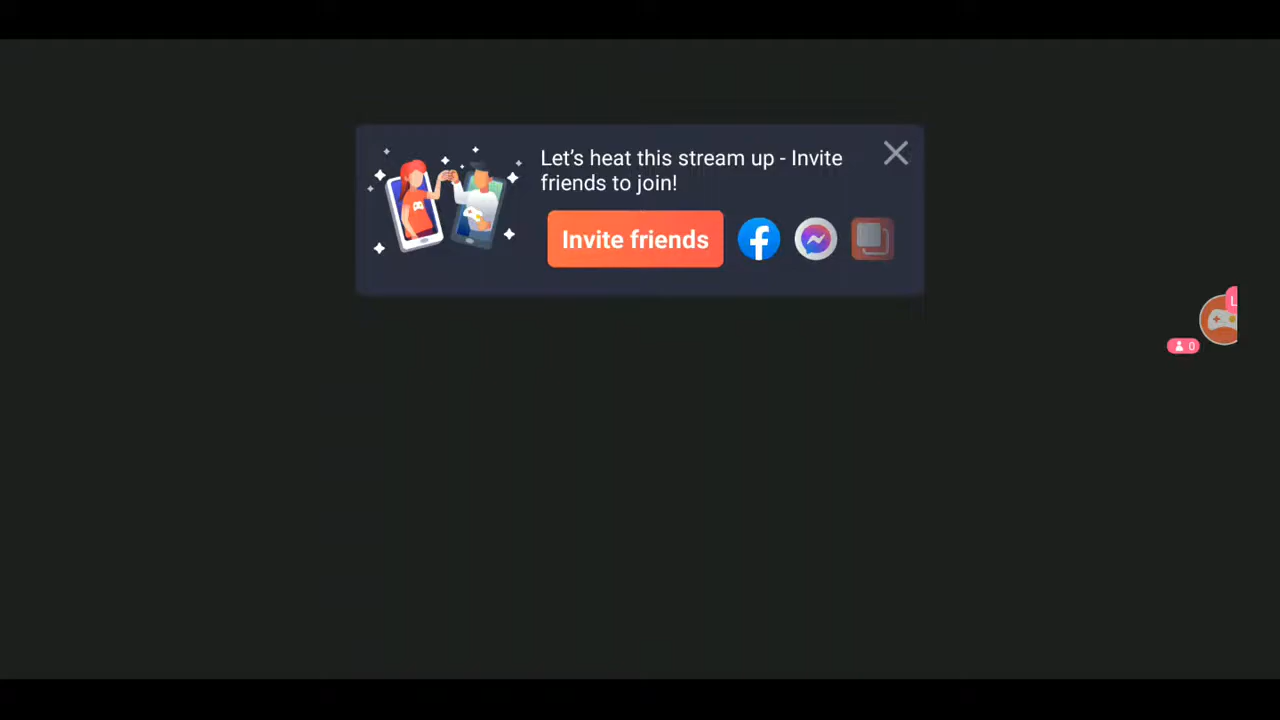 Let's heat this stream up - Invite
friends to join!
Invite friends
L
0